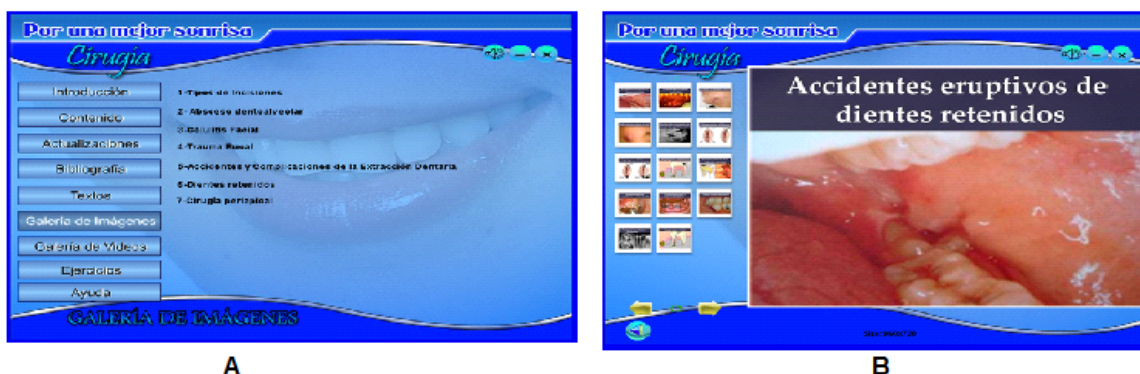 Por una mejor sonrisa
Cirugía
Introducción
Contenido
Actualizaciones
Bibliografía
Textos
Galería de Imágenes
Galería de Videos
Ejercicios
Ayuda
1-Tipos de Incisiones
2- Absceso dentoalveolar
3-Celulitis Facial
4-Trauma Bucal
5-Accidentes y Complicaciones de la Extracción Dentaria
6-Dientes retenidos
7-Cirugía periapical
GALERÍA DE IMÁGENES
A
Por una mejor sonrisa
Cirugía
Accidentes eruptivos de
dientes retenidos
B